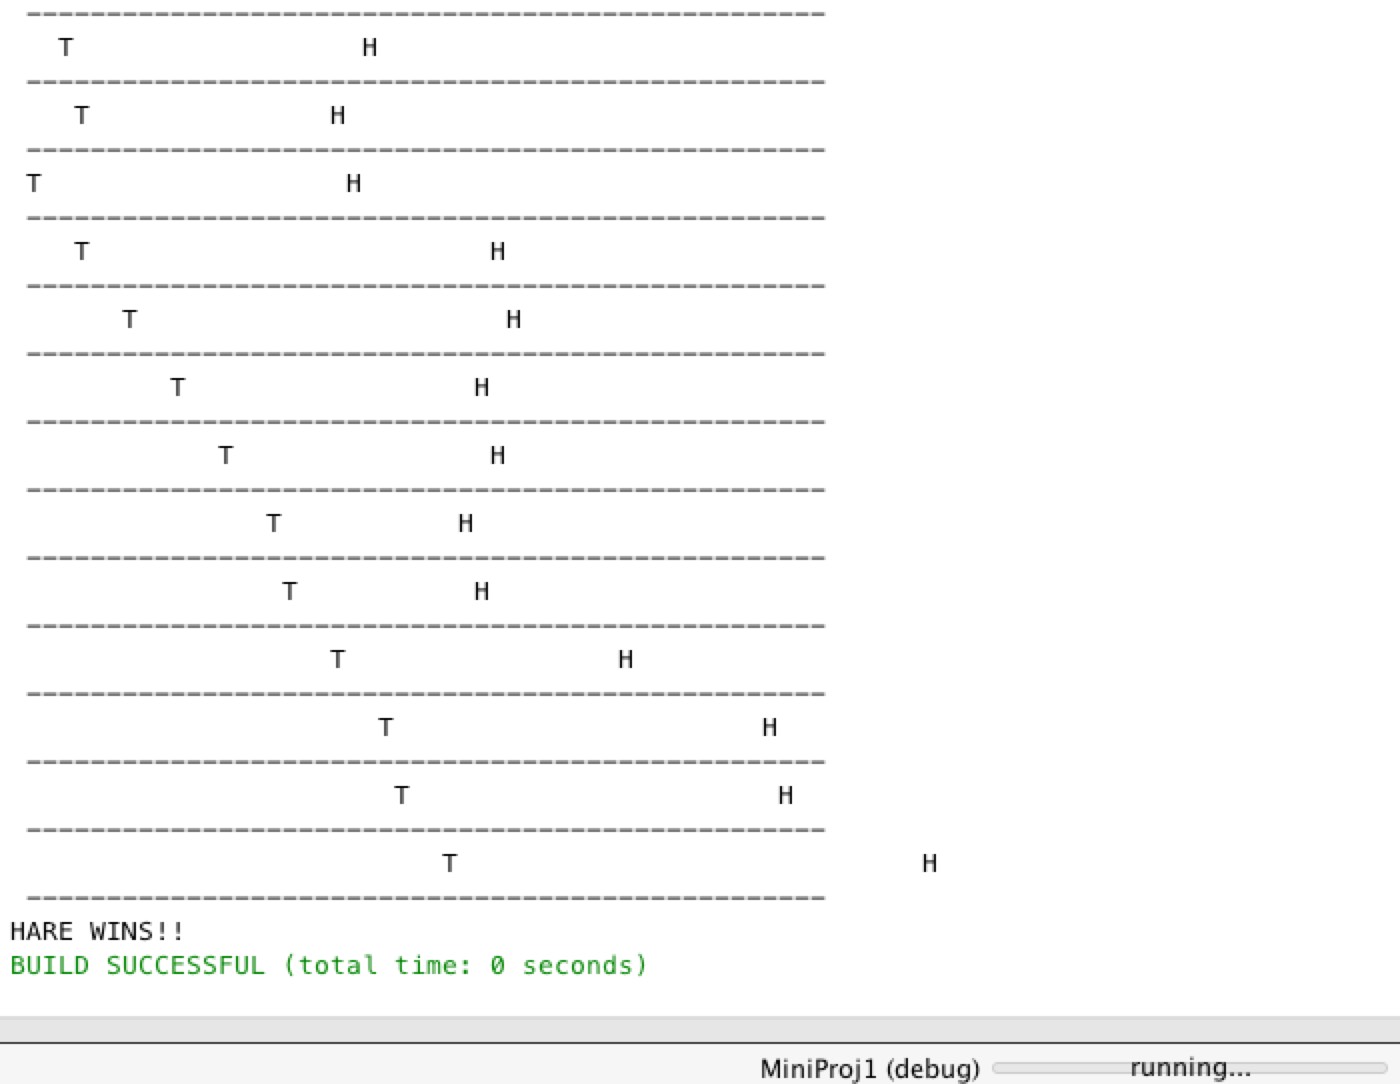 --------------------------------------------------
  T                  H
--------------------------------------------------
   T               H
--------------------------------------------------
T                   H
--------------------------------------------------
   T                         H
--------------------------------------------------
      T                       H
--------------------------------------------------
         T                  H
--------------------------------------------------
            T                H
--------------------------------------------------
               T           H
--------------------------------------------------
                T           H
--------------------------------------------------
                   T                 H
--------------------------------------------------
                      T                       H
--------------------------------------------------
                       T                       H
--------------------------------------------------
                          T                             H
--------------------------------------------------
HARE WINS!!
BUILD SUCCESSFUL (total time: 0 seconds)
MiniProj1 (debug) running...